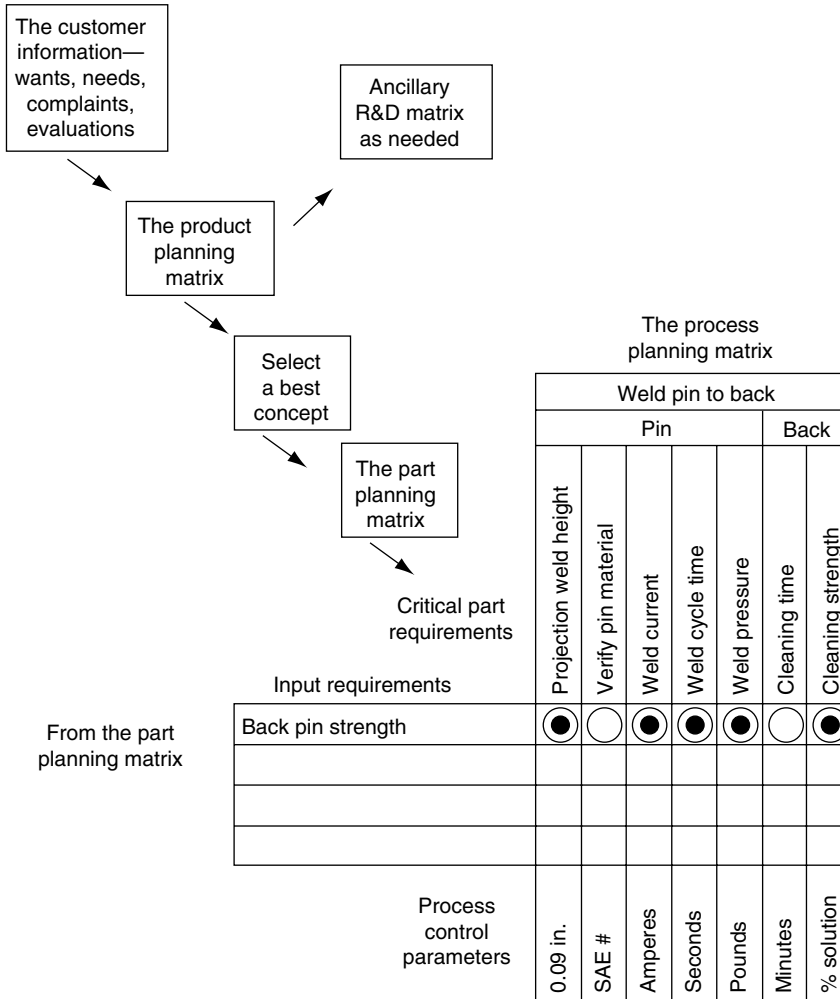 The customer
information—
wants, needs,
complaints,
evaluations
Ancillary
R&D matrix
as needed
The product
planning
matrix
Select
a best
concept
The part
planning
matrix
Critical part
requirements
The process
planning matrix
Weld pin to back
Pin
Back
Projection weld height
Verify pin material
Weld current
Weld cycle time
Weld pressure
Cleaning time
Cleaning strength
Input requirements
From the part
planning matrix
Back pin strength
Process
control
parameters
0.09 in.
SAE #
Amperes
Seconds
Pounds
Minutes
% solution